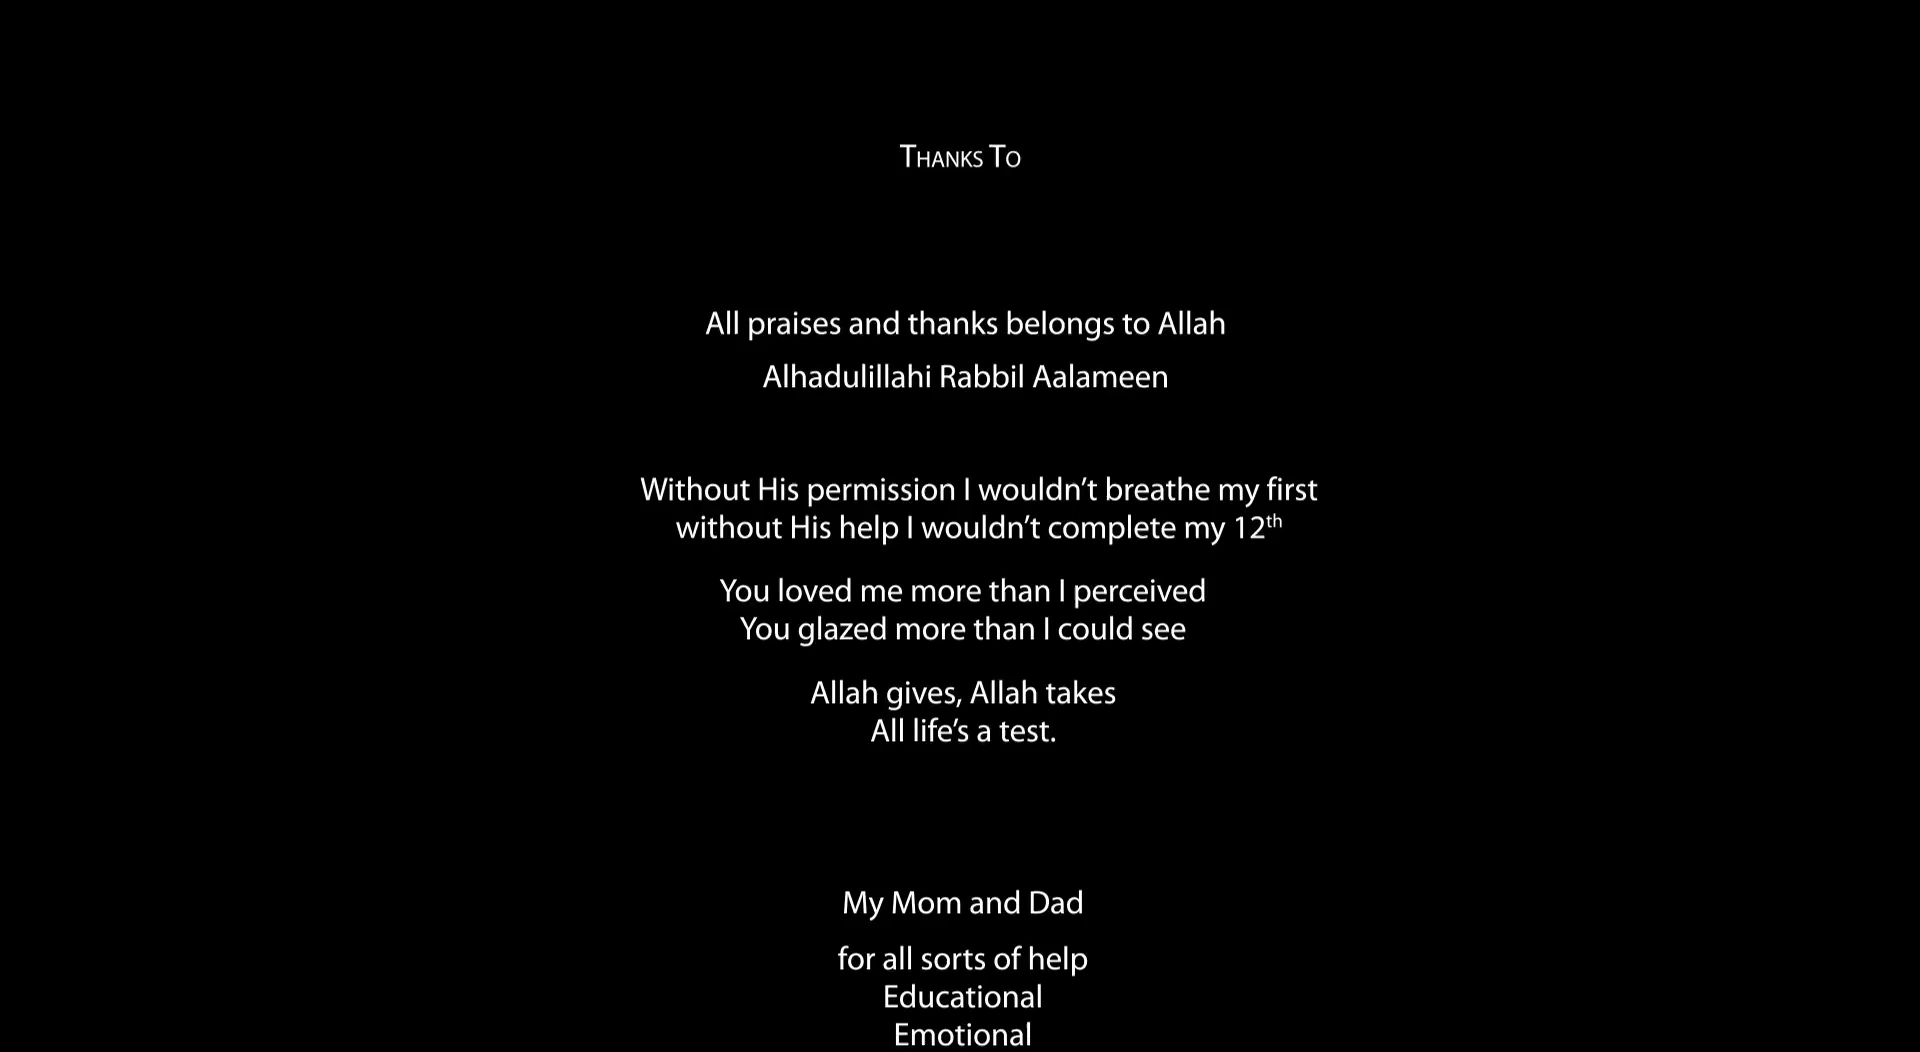 Thanks To
All praises and thanks belongs to Allah
Alhadulillahi Rabbil Aalameen
Without His permission I wouldn’t breathe my first
without His help I wouldn’t complete my 12th
You loved me more than I perceived
You glazed more than I could see
Allah gives, Allah takes
All life’s a test.
My Mom and Dad
for all sorts of help
Educational
Emotional